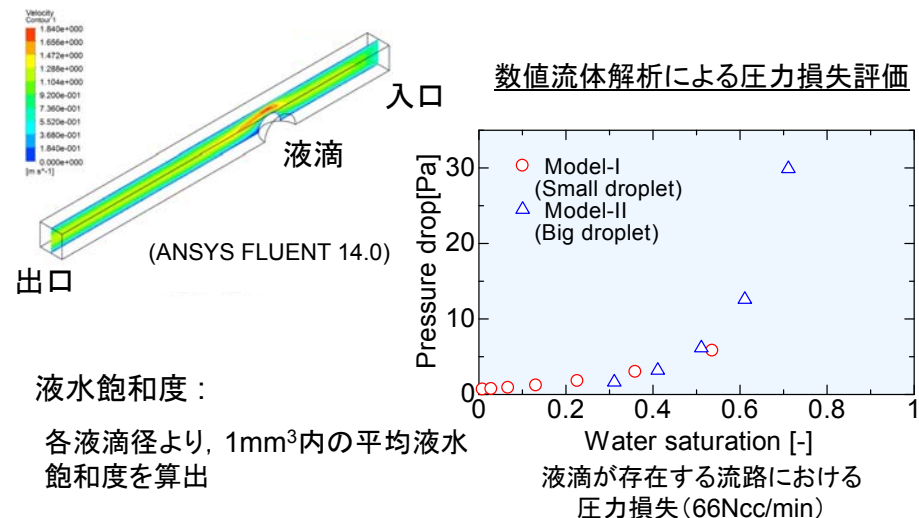 Velocity
Contour 1
1.840e+000
1.656e+000
1.472e+000
1.288e+000
1.104e+000
9.200e-001
7.360e-001
5.520e-001
3.680e-001
1.840e-001
0.000e+000
[m s^-1]
入口
液滴
(ANSYS FLUENT 14.0)
出口
数値流体解析による圧力損失評価
Pressure drop[Pa]
30
20
10
0
Model-I
(Small droplet)
Model-II
(Big droplet)
0 0.2 0.4 0.6 0.8 1
Water saturation [-]
液滴が存在する流路における
圧力損失（66Ncc/min）
液水飽和度：
各液滴径より，1mm³内の平均液水
飽和度を算出